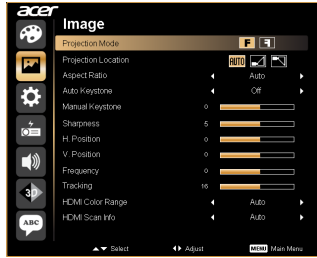 acer
Image
Projection Mode F F
Projection Location AUTO
Aspect Ratio Auto
Auto Keystone Off
Manual Keystone 0
Sharpness 5
H. Position 0
V. Position 0
Frequency 0
Tracking 16
HDMI Color Range Auto
HDMI Scan Info Auto
3D
ABC
Select Adjust MENU Main Menu